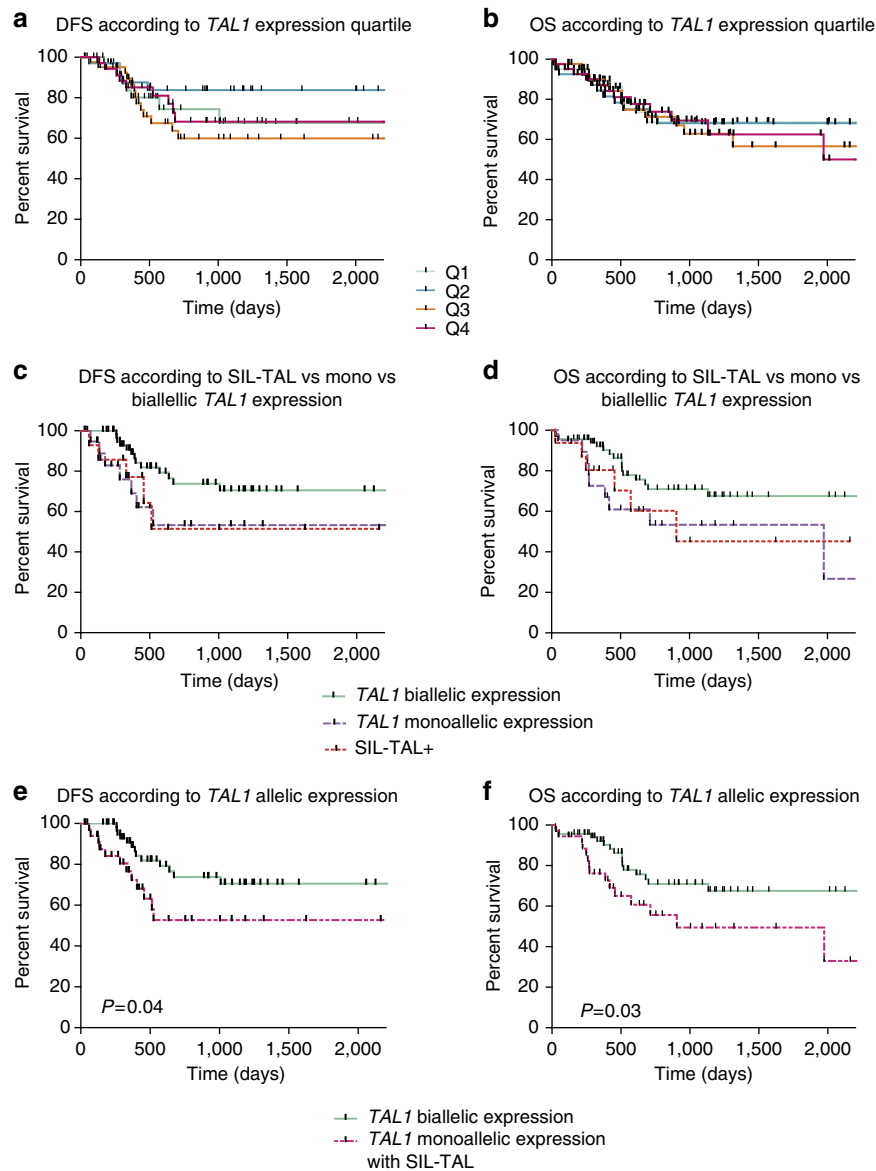 a
DFS according to TAL1 expression quartile
Percent survival
100
80
60
40
20
0
0 500 1,000 1,500 2,000
Time (days)
b
OS according to TAL1 expression quartile
Percent survival
100
80
60
40
20
0
0 500 1,000 1,500 2,000
Time (days)
Q1
Q2
Q3
Q4
c
DFS according to SIL-TAL vs mono vs
biallellic TAL1 expression
Percent survival
100
80
60
40
20
0
0 500 1,000 1,500 2,000
Time (days)
d
OS according to SIL-TAL vs mono vs
biallellic TAL1 expression
Percent survival
100
80
60
40
20
0
0 500 1,000 1,500 2,000
Time (days)
TAL1 biallelic expression
TAL1 monoallelic expression
SIL-TAL+
e
DFS according to TAL1 allelic expression
Percent survival
100
80
60
40
20
0
P=0.04
0 500 1,000 1,500 2,000
Time (days)
f
OS according to TAL1 allelic expression
Percent survival
100
80
60
40
20
0
P=0.03
0 500 1,000 1,500 2,000
Time (days)
TAL1 biallelic expression
TAL1 monoallelic expression
with SIL-TAL